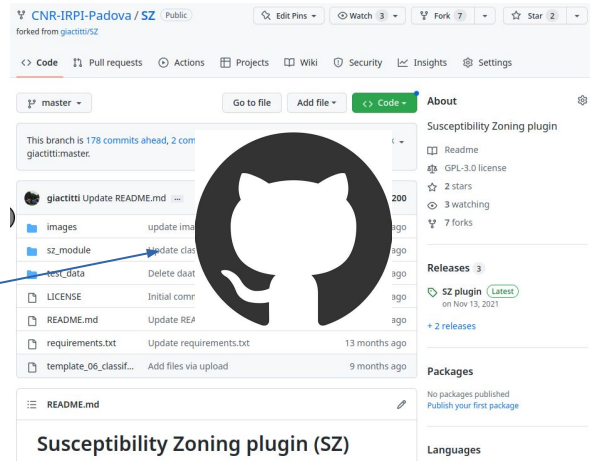 CNR-IRPI-Padova / SZ Public
Edit Pins Watch 3 Fork 7 Star 2
forked from giactitti/SZ
Code Pull requests Actions Projects Wiki Security Insights Settings
master Go to file Add file Code
This branch is 178 commits ahead, 2 com
giactitti:master.
giactitti Update README.md ... 200
images update ima ago
sz_module Update clas ago
test_data Delete daat ago
LICENSE Initial comm ago
README.md Update REA ago
requirements.txt Update requirements.txt 13 months ago
template_06_classif... Add files via upload 9 months ago
README.md
Susceptibility Zoning plugin (SZ)
About
Susceptibility Zoning plugin
Readme
GPL-3.0 license
2 stars
3 watching
7 forks
Releases 3
SZ plugin Latest
on Nov 13, 2021
+ 2 releases
Packages
No packages published
Publish your first package
Languages